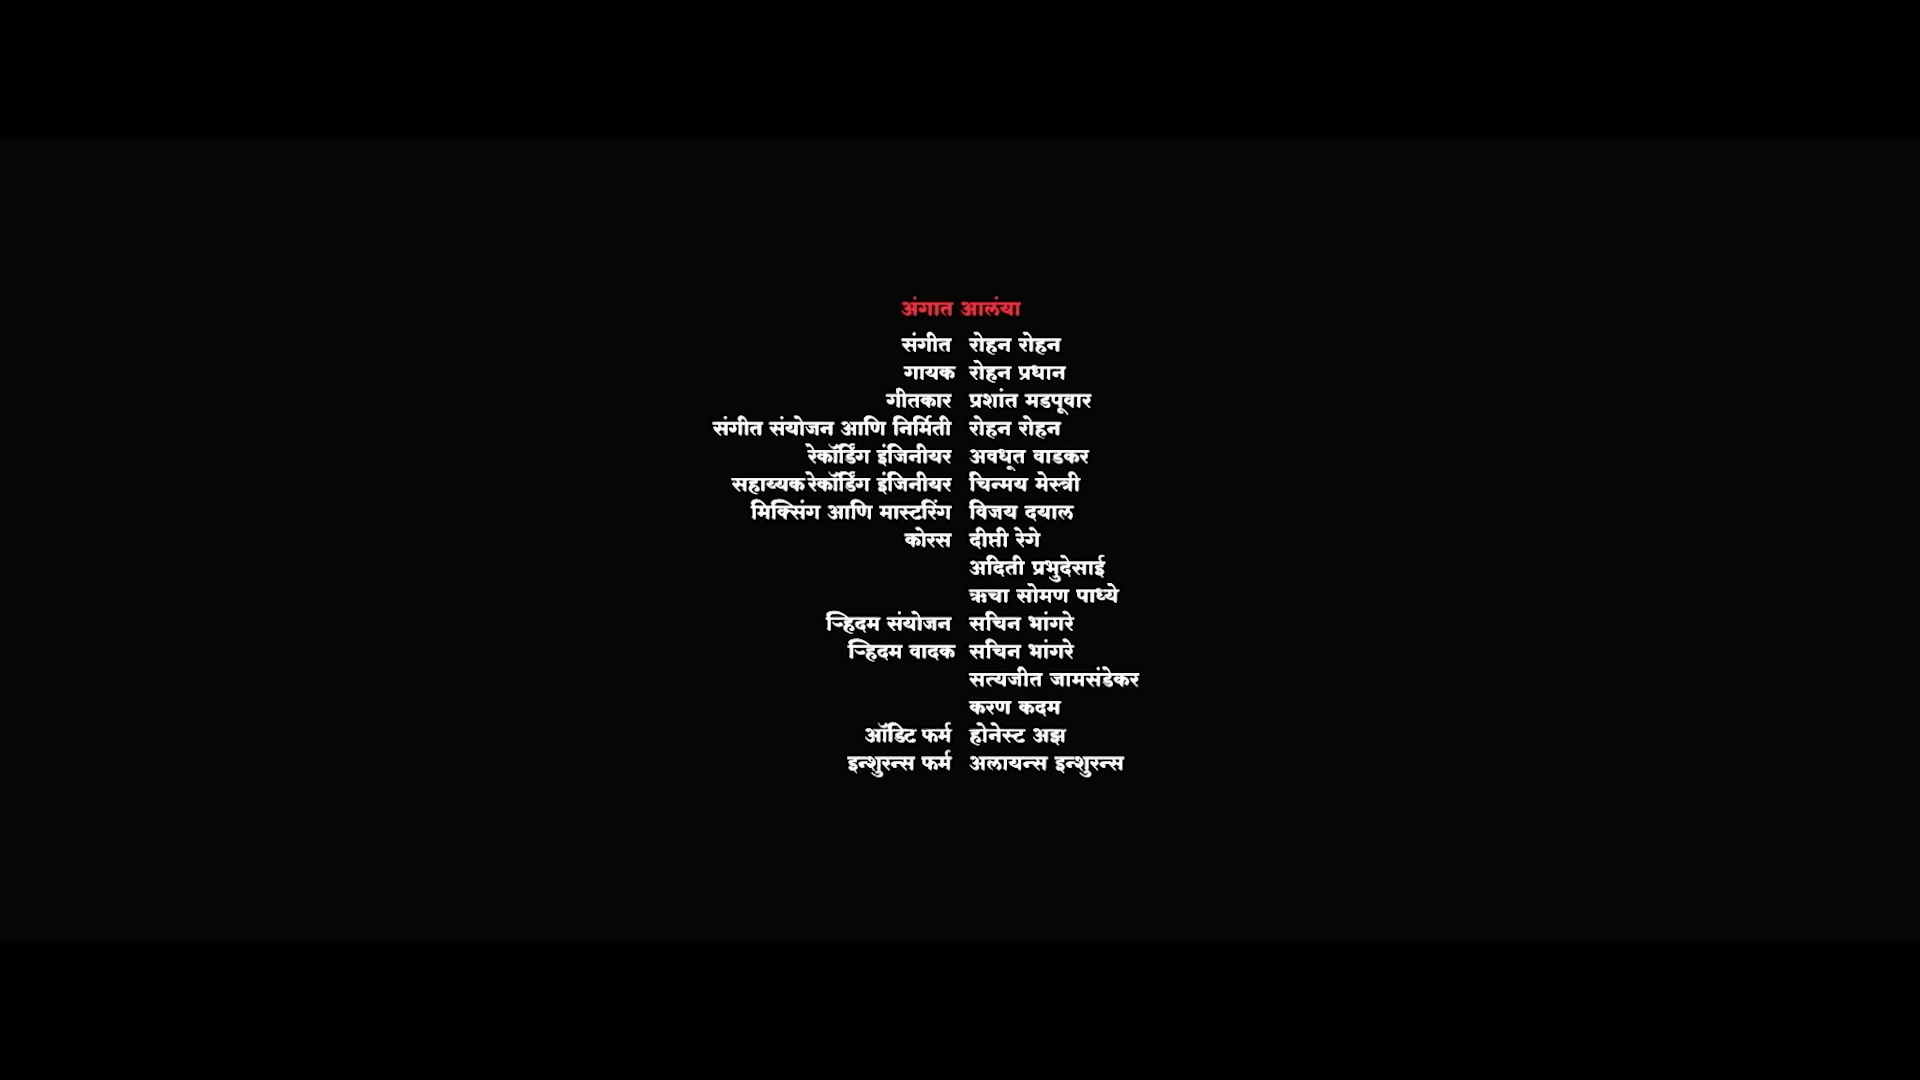 अंगात आलंया
संगीत रोहन रोहन
गायक रोहन प्रधान
गीतकार प्रशांत मडपूवार
संगीत संयोजन आणि निर्मिती रोहन रोहन
रेकॉर्डिंग इंजिनीयर अवधूत वाडकर
सहाय्यक रेकॉर्डिंग इंजिनीयर चिन्मय मेस्त्री
मिक्सिंग आणि मास्टरिंग विजय दयाल
कोरस दीप्ती रेगे
अदिती प्रभुदेसाई
ऋचा सोमण पाध्ये
ऱ्हिदम संयोजन सचिन भांगरे
ऱ्हिदम वादक सचिन भांगरे
सत्यजीत जामसंडेकर
करण कदम
ऑडिट फर्म होनेस्ट अझ
इन्शुरन्स फर्म अलायन्स इन्शुरन्स